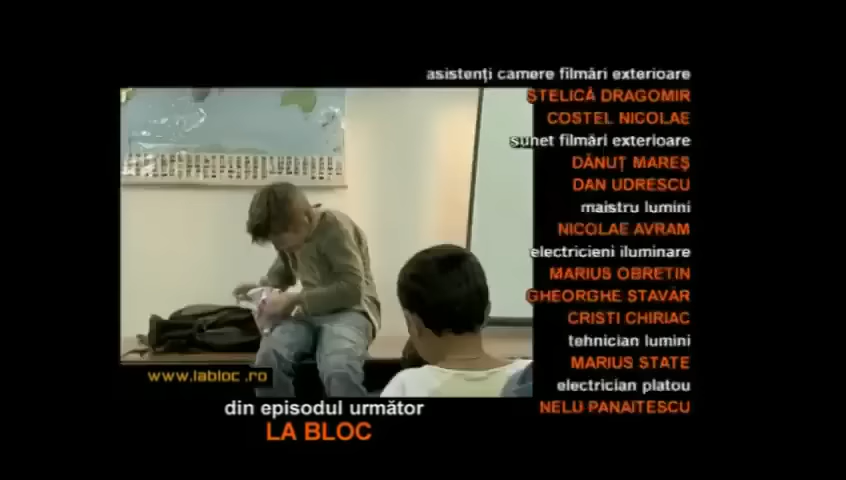 asistenți camere filmări exterioare
STELICĂ DRAGOMIR
COSTEL NICOLAE
sunet filmări exterioare
DĂNUȚ MAREȘ
DAN UDRESCU
maistru lumini
NICOLAE AVRAM
electricieni iluminare
MARIUS OBRETIN
GHEORGHE STAVĂR
CRISTI CHIRIAC
tehnician lumini
MARIUS STATE
electrician platou
NELU PANAITESCU
www.labloc.ro
din episodul următor
LA BLOC